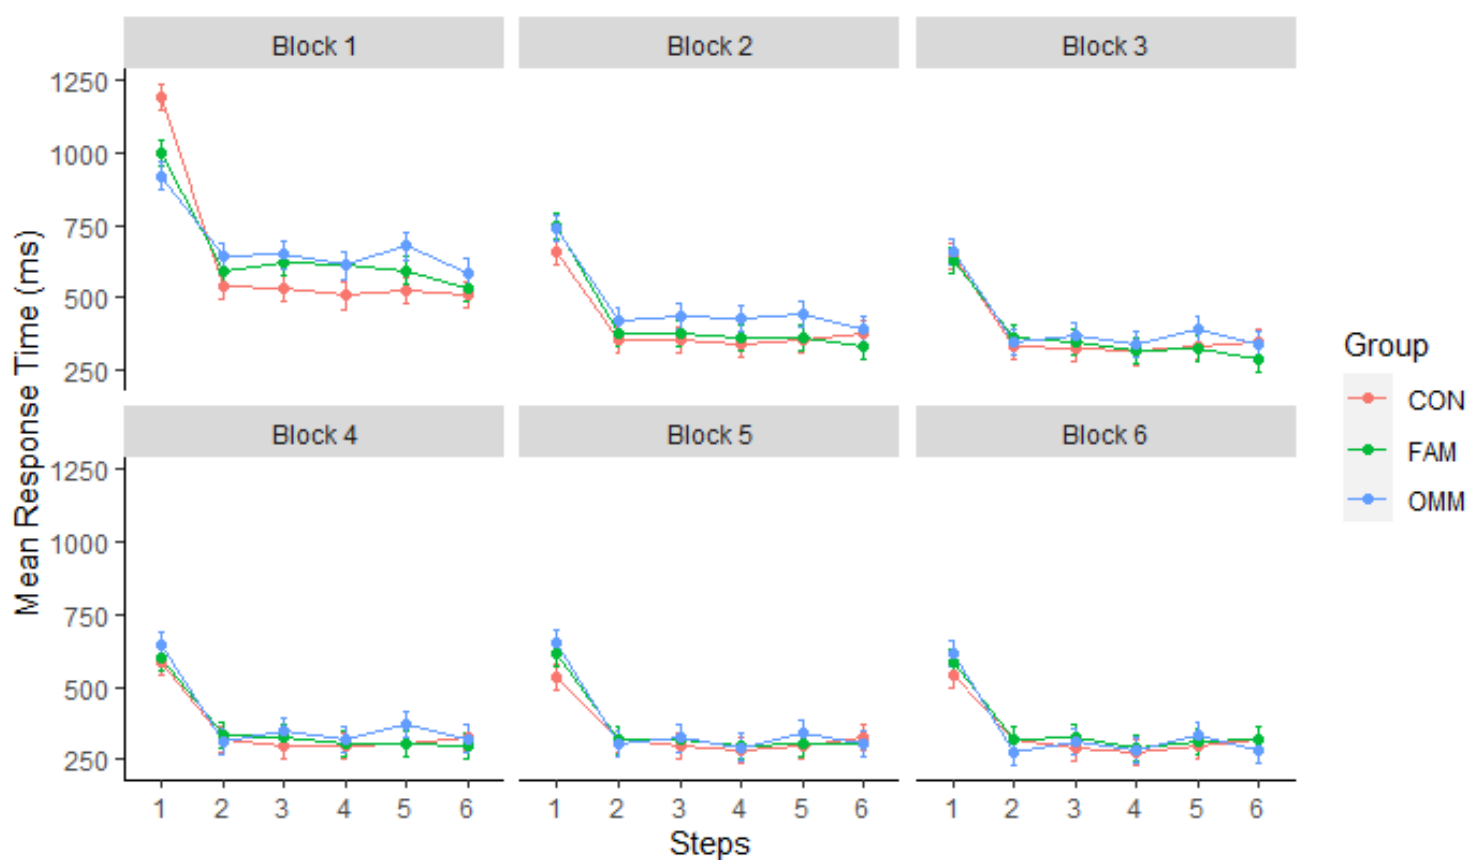 Block 1 Block 2 Block 3
1250
1000
750
500
250
Block 4 Block 5 Block 6
1250
1000
750
500
250
1 2 3 4 5 6 1 2 3 4 5 6 1 2 3 4 5 6
Steps
Mean Response Time (ms)
Group
CON
FAM
OMM